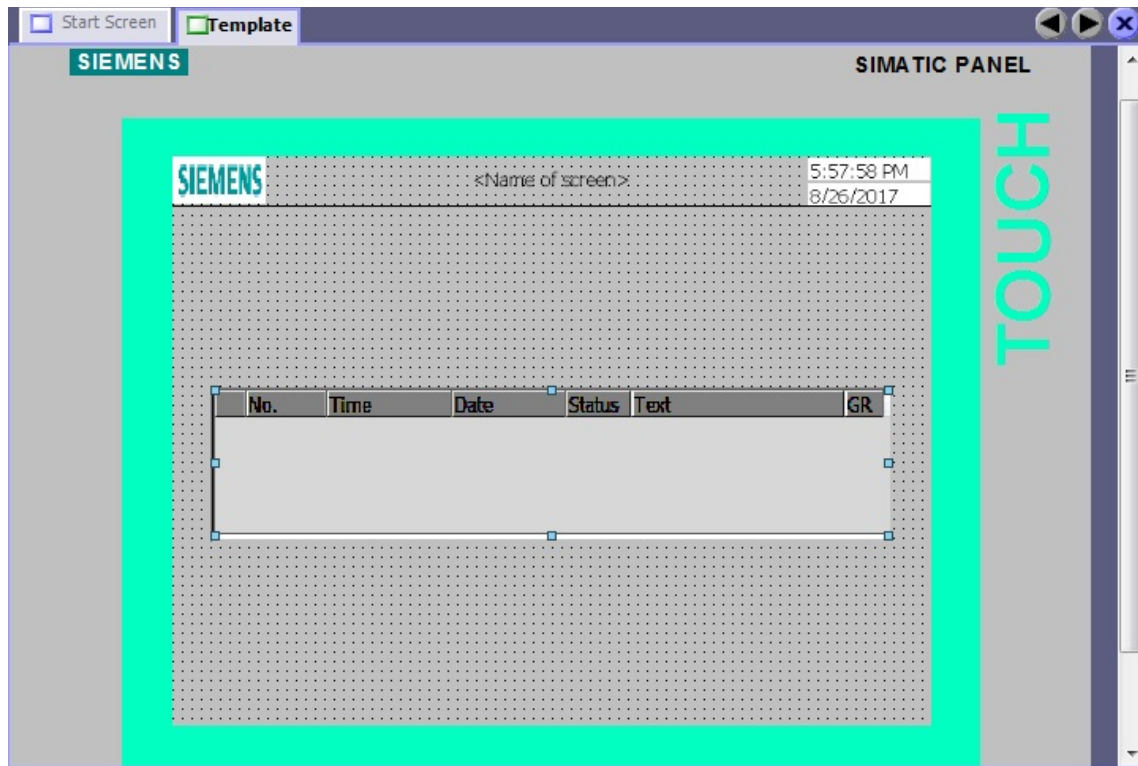 Start Screen
Template
SIEMENS
SIMATIC PANEL
TOUCH
SIEMENS
<Name of screen>
5:57:58 PM
8/26/2017
No. Time Date Status Text GR